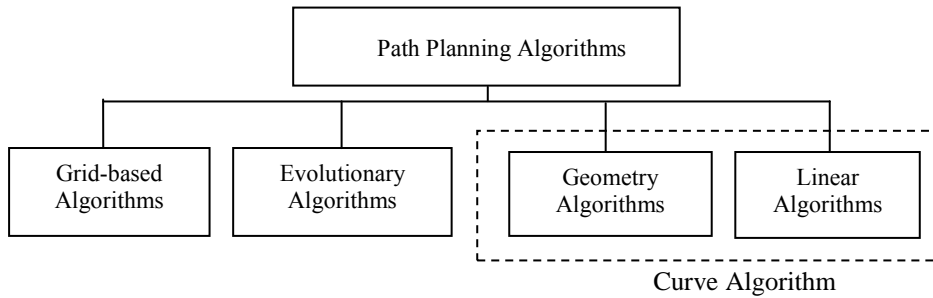 Path Planning Algorithms
Grid-based
Algorithms
Evolutionary
Algorithms
Geometry
Algorithms
Linear
Algorithms
Curve Algorithm